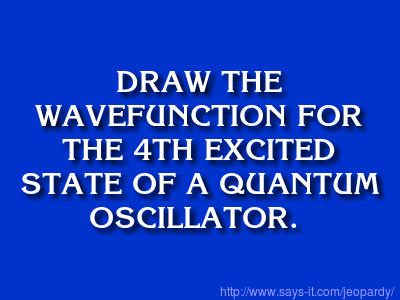 DRAW THE
WAVEFUNCTION FOR
THE 4TH EXCITED
STATE OF A QUANTUM
OSCILLATOR.
http://www.says-it.com/jeopardy/